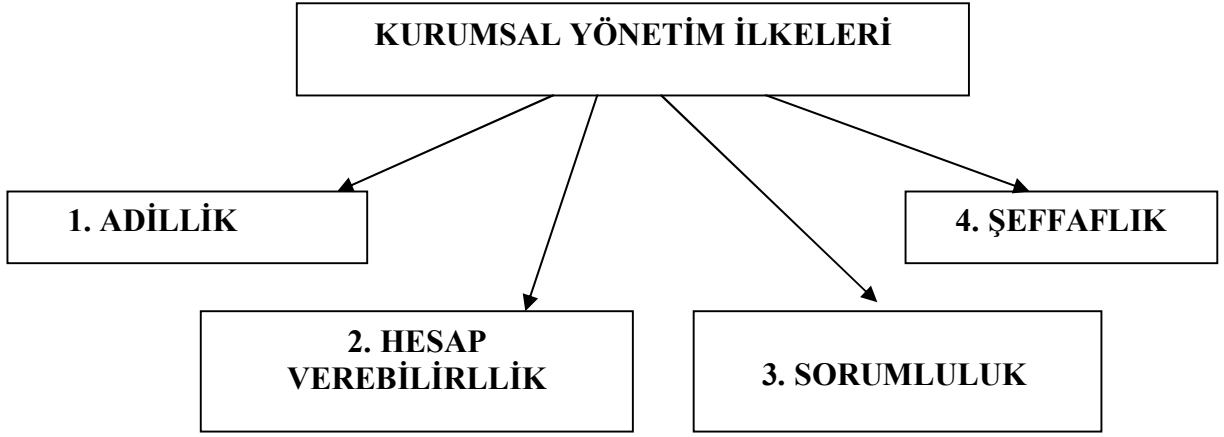 KURUMSAL YÖNETİM İLKELERİ
1. ADİLLİK
4. ŞEFFAFLIK
2. HESAP
VEREBİLİRLLİK
3. SORUMLULUK